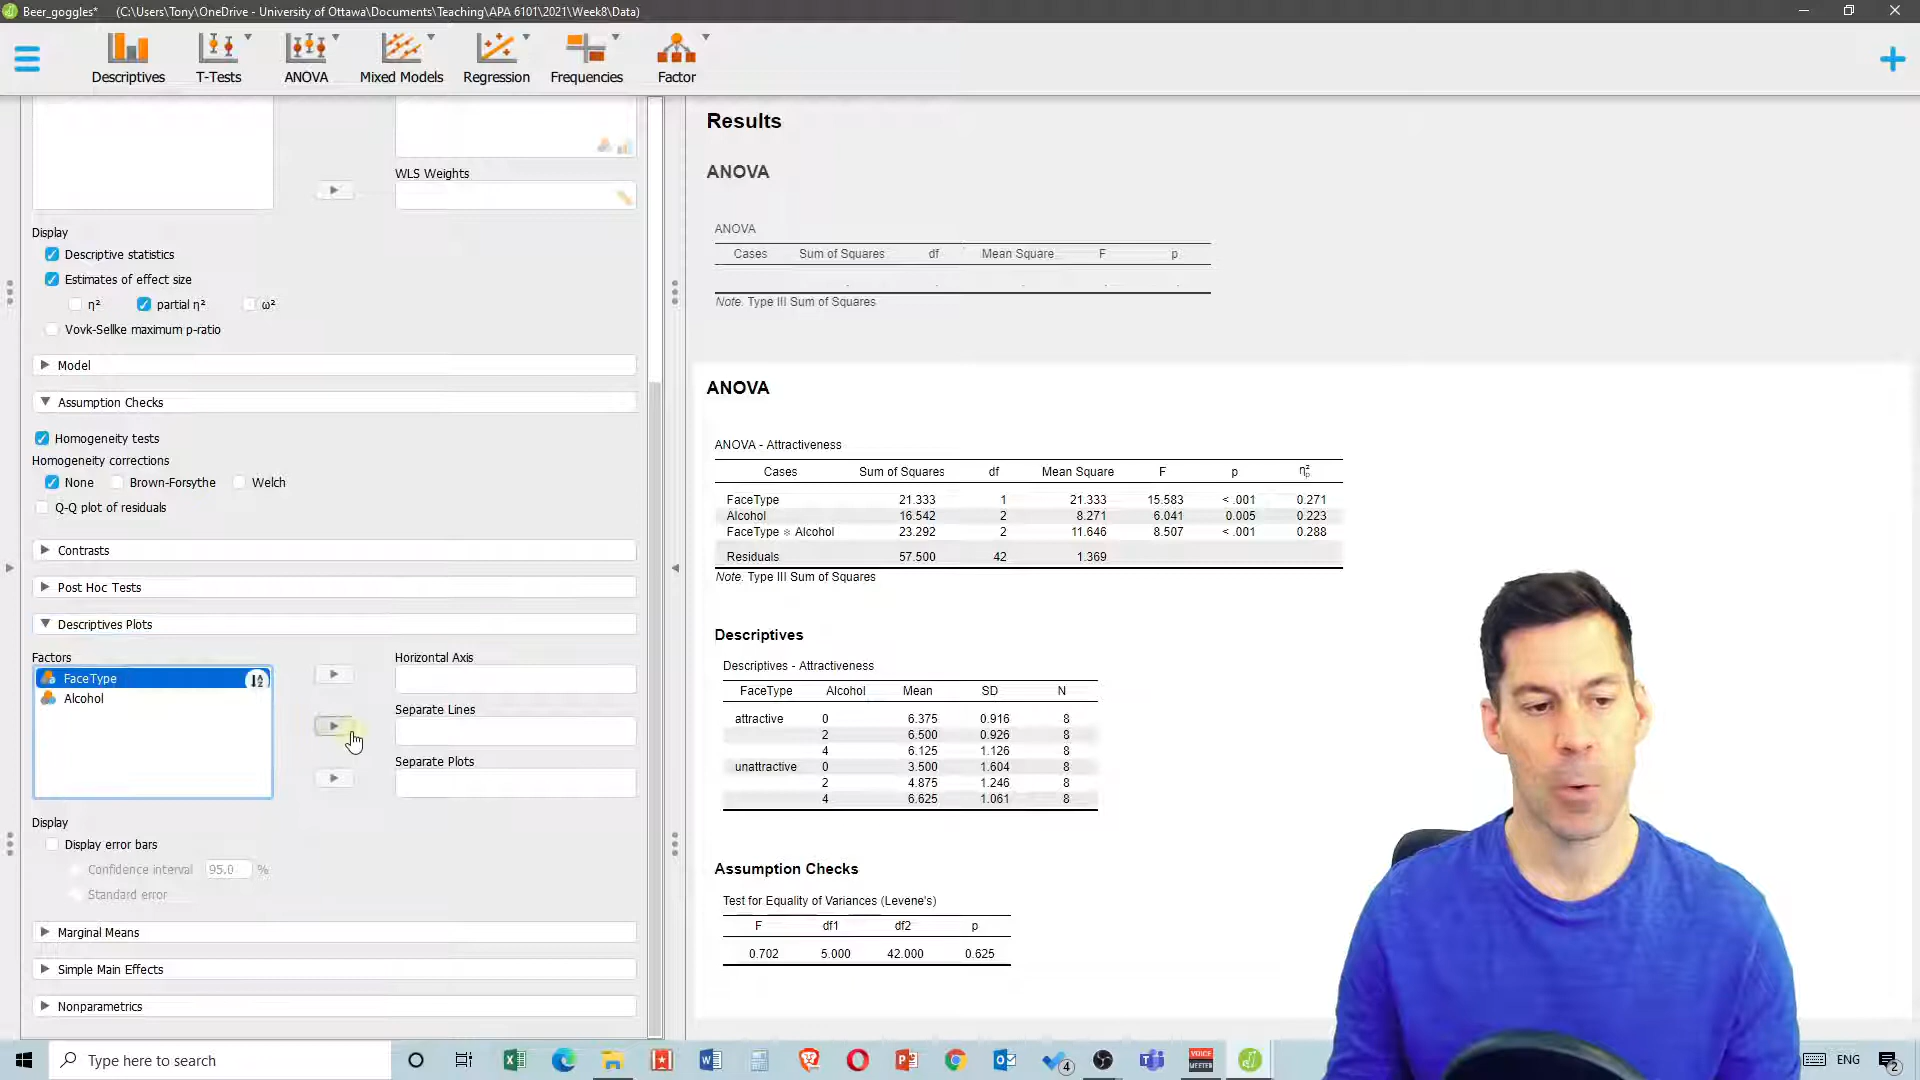 Beer_goggles* (C:\Users\Tony\OneDrive - University of Ottawa\Documents\Teaching\APA 6101\2021\Week8\Data)
Descriptives T-Tests ANOVA Mixed Models Regression Frequencies Factor
WLS Weights
Display
Descriptive statistics
Estimates of effect size
η² partial η² ω²
Vovk-Sellke maximum p-ratio
Model
Assumption Checks
Homogeneity tests
Homogeneity corrections
None Brown-Forsythe Welch
Q-Q plot of residuals
Contrasts
Post Hoc Tests
Descriptives Plots
Factors
FaceType
Alcohol
Horizontal Axis
Separate Lines
Separate Plots
Display
Display error bars
Confidence interval 95.0 %
Standard error
Marginal Means
Simple Main Effects
Nonparametrics
Results
ANOVA
ANOVA
Cases Sum of Squares df Mean Square F p
. . . . .
Note. Type III Sum of Squares
ANOVA
ANOVA - Attractiveness
Cases Sum of Squares df Mean Square F p η²p
FaceType 21.333 1 21.333 15.583 < .001 0.271
Alcohol 16.542 2 8.271 6.041 0.005 0.223
FaceType ✻ Alcohol 23.292 2 11.646 8.507 < .001 0.288
Residuals 57.500 42 1.369
Note. Type III Sum of Squares
Descriptives
Descriptives - Attractiveness
FaceType Alcohol Mean SD N
attractive 0 6.375 0.916 8
2 6.500 0.926 8
4 6.125 1.126 8
unattractive 0 3.500 1.604 8
2 4.875 1.246 8
4 6.625 1.061 8
Assumption Checks
Test for Equality of Variances (Levene's)
F df1 df2 p
0.702 5.000 42.000 0.625
Type here to search
4
VOICE
MEETER
ENG
2